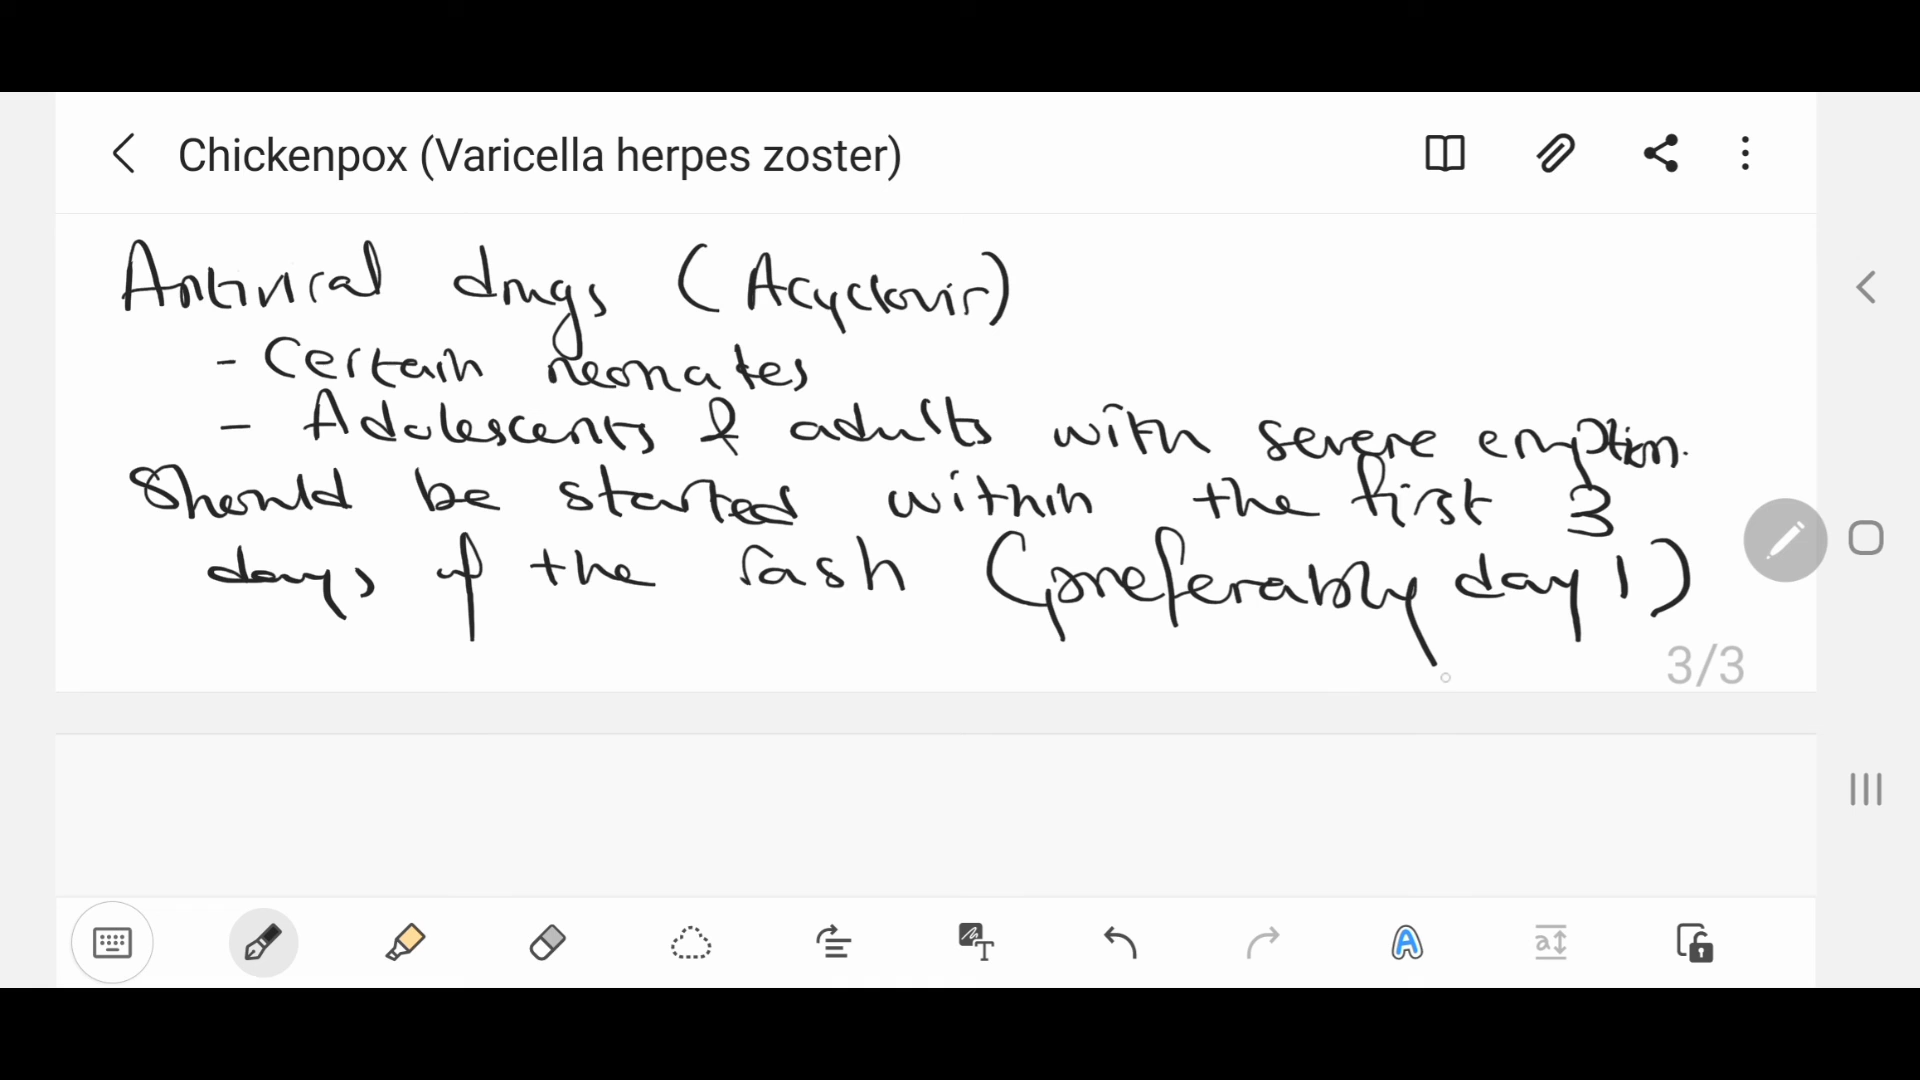 Chickenpox (Varicella herpes zoster)
Antiviral drugs (Acyclovir)
- Certain neonates
- Adolescents & adults with severe eruption.
Should be started within the first 3
days of the rash (preferably day 1)
3/3